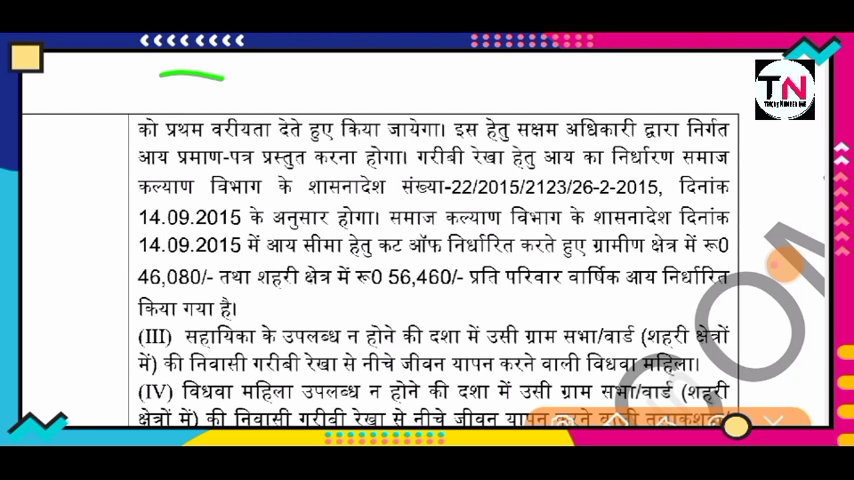 TN
को प्रथम वरीयता देते हुए किया जायेगा। इस हेतु सक्षम अधिकारी द्वारा निर्गत
आय प्रमाण-पत्र प्रस्तुत करना होगा। गरीबी रेखा हेतु आय का निर्धारण समाज
कल्याण विभाग के शासनादेश संख्या-22/2015/2123/26-2-2015, दिनांक
14.09.2015 के अनुसार होगा। समाज कल्याण विभाग के शासनादेश दिनांक
14.09.2015 में आय सीमा हेतु कट ऑफ निर्धारित करते हुए ग्रामीण क्षेत्र में रू0
46,080/- तथा शहरी क्षेत्र में रू0 56,460/- प्रति परिवार वार्षिक आय निर्धारित
किया गया है।
(III) सहायिका के उपलब्ध न होने की दशा में उसी ग्राम सभा/वार्ड (शहरी क्षेत्रों
में) की निवासी गरीबी रेखा से नीचे जीवन यापन करने वाली विधवा महिला।
(IV) विधवा महिला उपलब्ध न होने की दशा में उसी ग्राम सभा/वार्ड (शहरी
क्षेत्रों में) की निवासी गरीबी रेखा से नीचे जीवन यापन करने वाली